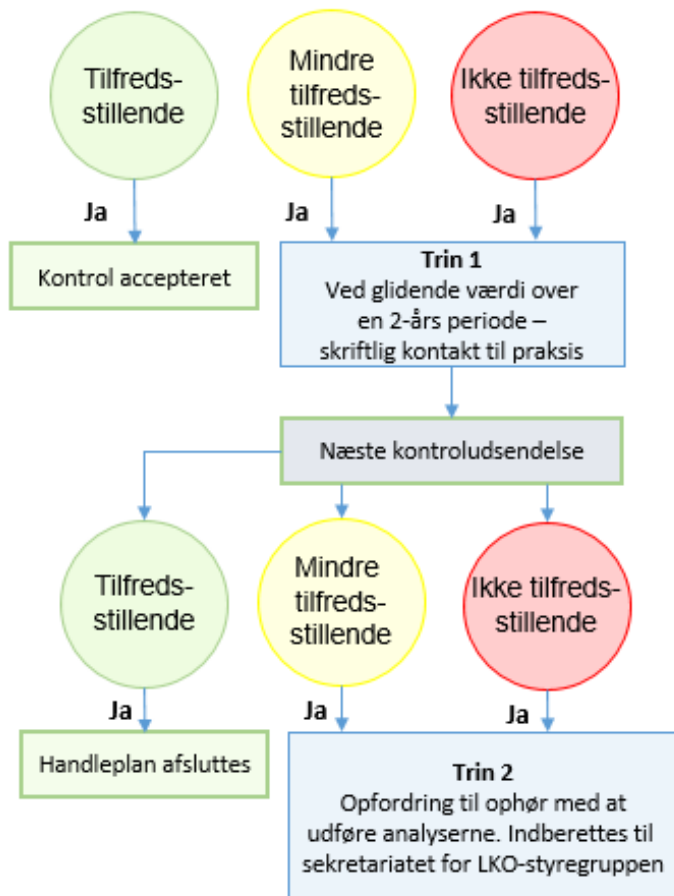 Tilfreds-
stillende
Mindre
tilfreds-
stillende
Ikke tilfreds-
stillende
Ja
Ja
Ja
Kontrol accepteret
Trin 1
Ved glidende værdi over
en 2-års periode –
skriftlig kontakt til praksis
Næste kontroludsendelse
Tilfreds-
stillende
Mindre
tilfreds-
stillende
Ikke tilfreds-
stillende
Ja
Ja
Ja
Handleplan afsluttes
Trin 2
Opfordring til ophør med at
udføre analyserne. Indberettes til
sekretariatet for LKO-styregruppen